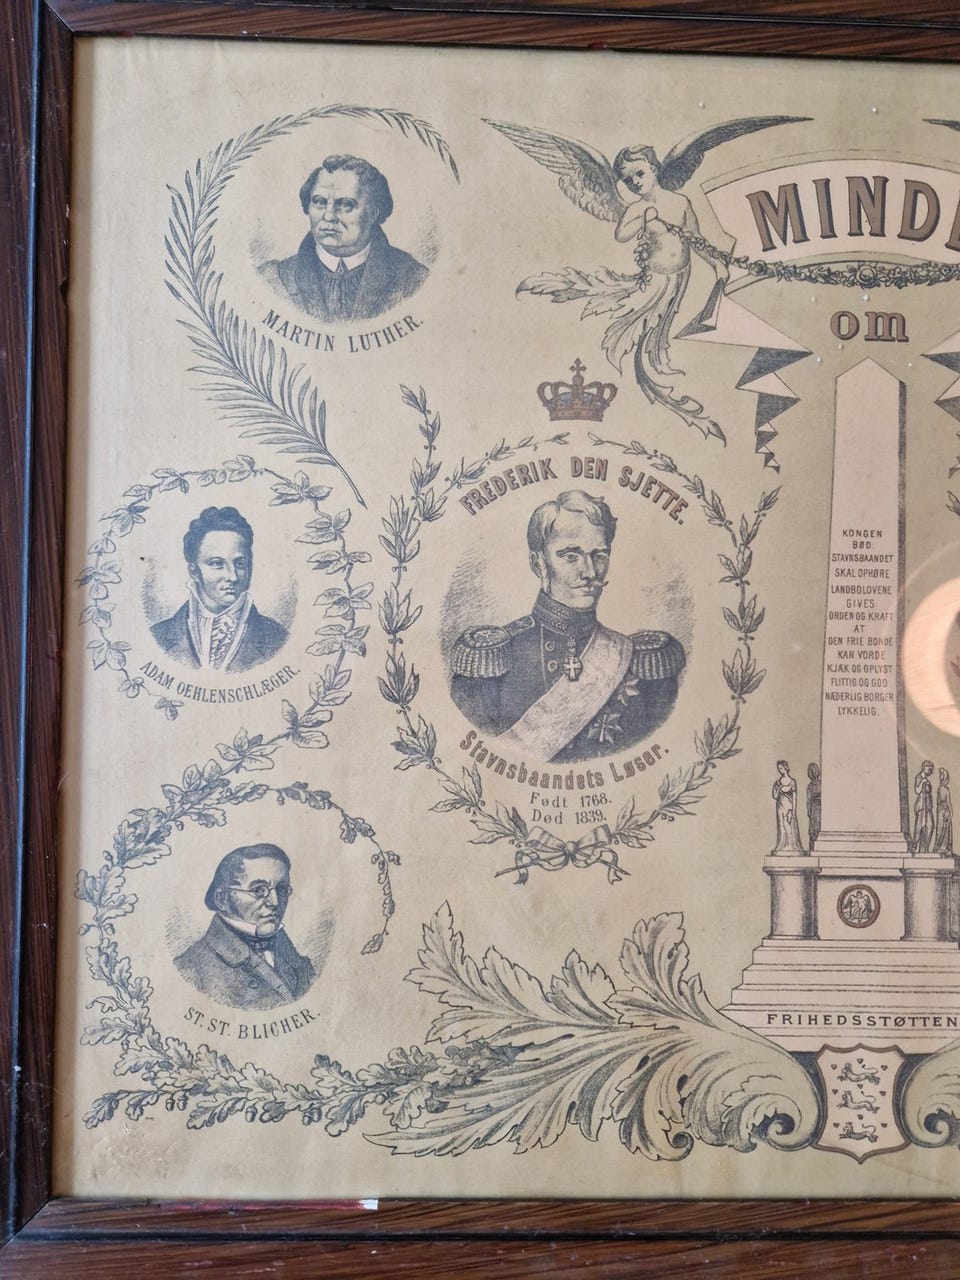 MARTIN LUTHER.
MINDE
om
FREDERIK DEN SJETTE.
Stavnsbaandets Løser.
Født 1768.
Død 1839.
ADAM OEHLENSCHLÆGER.
ST. ST. BLICHER.
KONGEN
BØD:
STAVNSBAANDET
SKAL OPHØRE
LANDBOLOVENE
GIVES
ORDEN OG KRAFT
AT
DEN FRIE BONDE
KAN VORDE
KJÆK OG OPLYST
FLITTIG OG GOD
HÆDERLIG BORGER
LYKKELIG.
FRIHEDSSTØTTEN